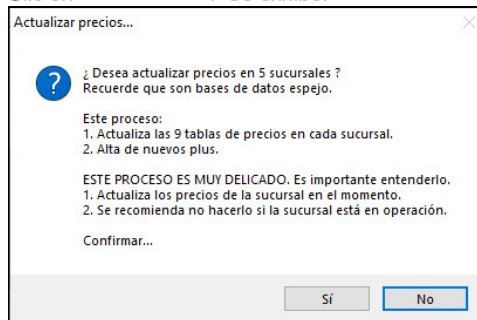 Actualizar precios...
¿ Desea actualizar precios en 5 sucursales ?
Recuerde que son bases de datos espejo.
Este proceso:
1. Actualiza las 9 tablas de precios en cada sucursal.
2. Alta de nuevos plus.
ESTE PROCESO ES MUY DELICADO. Es importante entenderlo.
1. Actualiza los precios de la sucursal en el momento.
2. Se recomienda no hacerlo si la sucursal está en operación.
Confirmar...
Sí
No